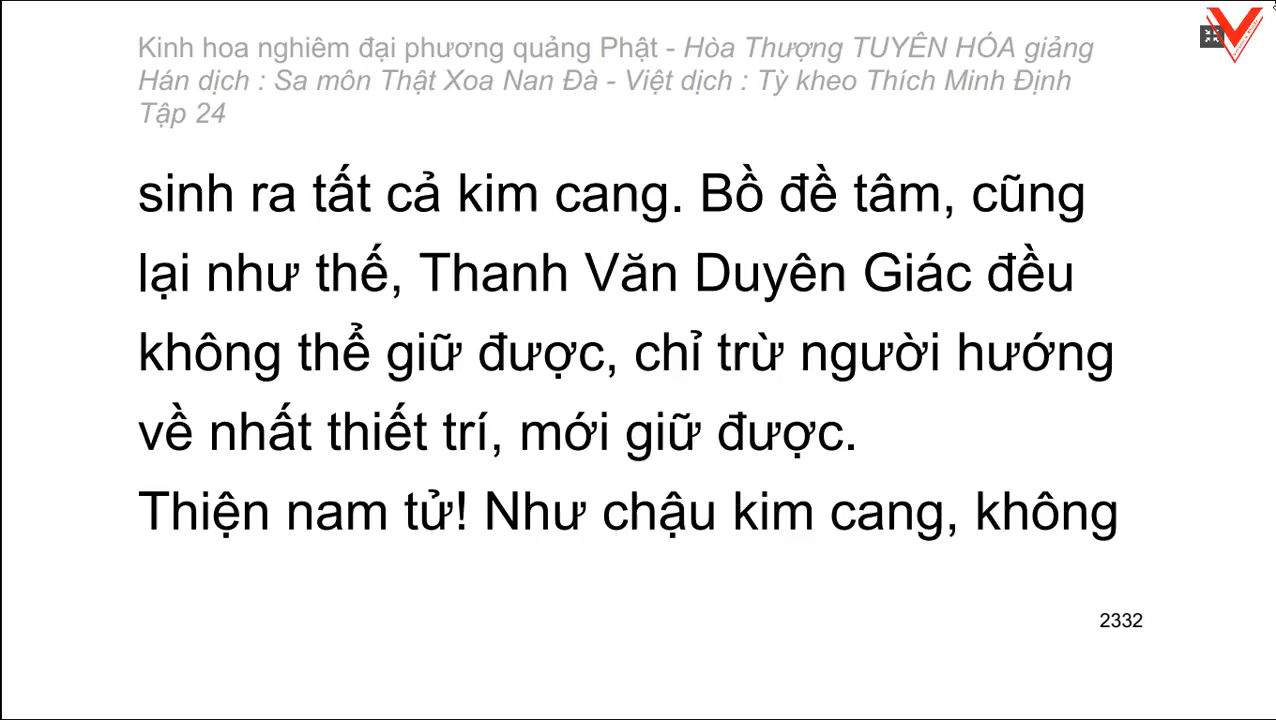 Kinh hoa nghiêm đại phương quảng Phật - Hòa Thượng TUYÊN HÓA giảng
Hán dịch : Sa môn Thật Xoa Nan Đà - Việt dịch : Tỳ kheo Thích Minh Định
Tập 24
sinh ra tất cả kim cang. Bồ đề tâm, cũng
lại như thế, Thanh Văn Duyên Giác đều
không thể giữ được, chỉ trừ người hướng
về nhất thiết trí, mới giữ được.
Thiện nam tử! Như chậu kim cang, không
2332